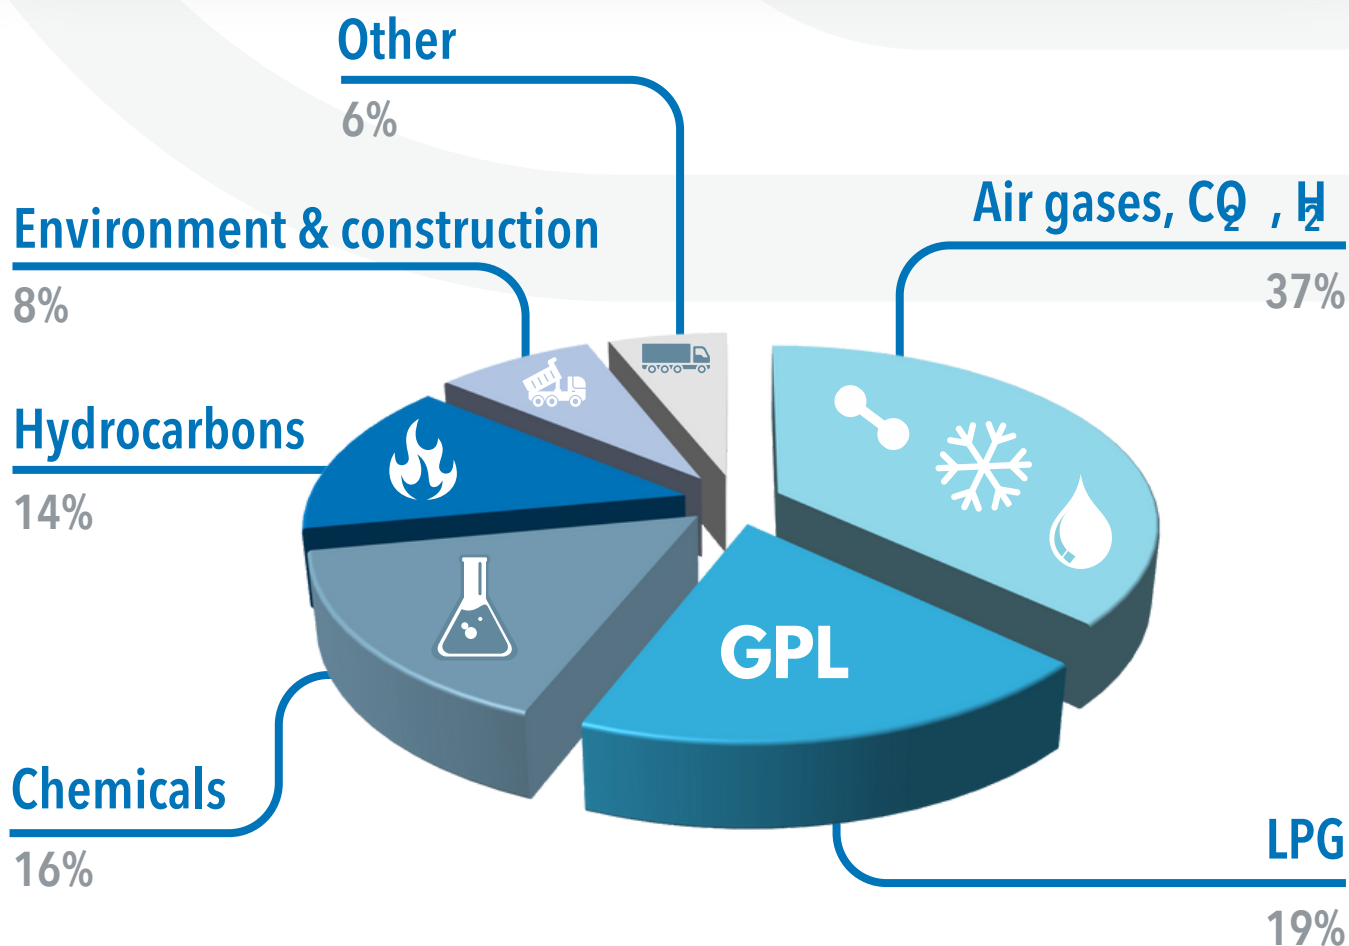 Other
6%
Environment & construction
8%
Air gases, CO₂ , H₂
37%
Hydrocarbons
14%
GPL
Chemicals
16%
LPG
19%